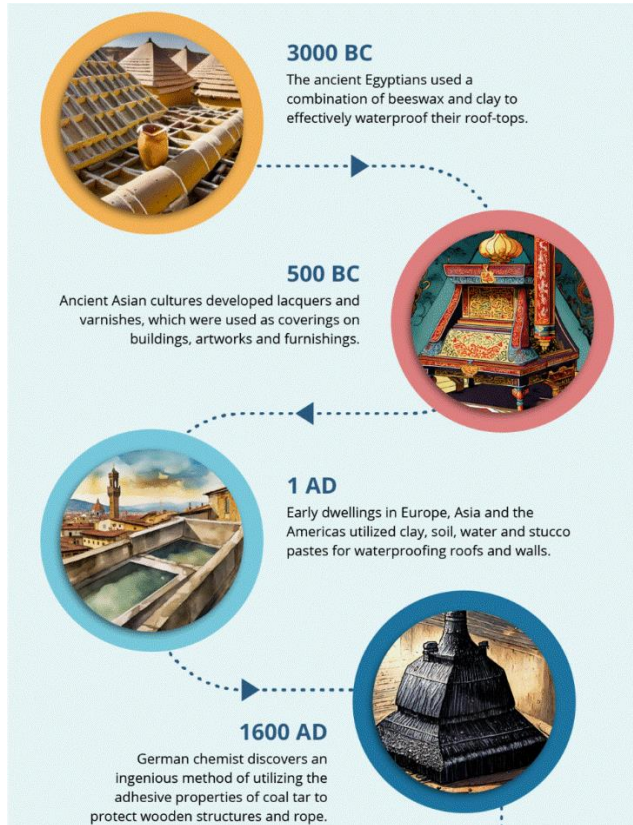 3000 BC
The ancient Egyptians used a
combination of beeswax and clay to
effectively waterproof their roof-tops.
500 BC
Ancient Asian cultures developed lacquers and
varnishes, which were used as coverings on
buildings, artworks and furnishings.
1 AD
Early dwellings in Europe, Asia and the
Americas utilized clay, soil, water and stucco
pastes for waterproofing roofs and walls.
1600 AD
German chemist discovers an
ingenious method of utilizing the
adhesive properties of coal tar to
protect wooden structures and rope.